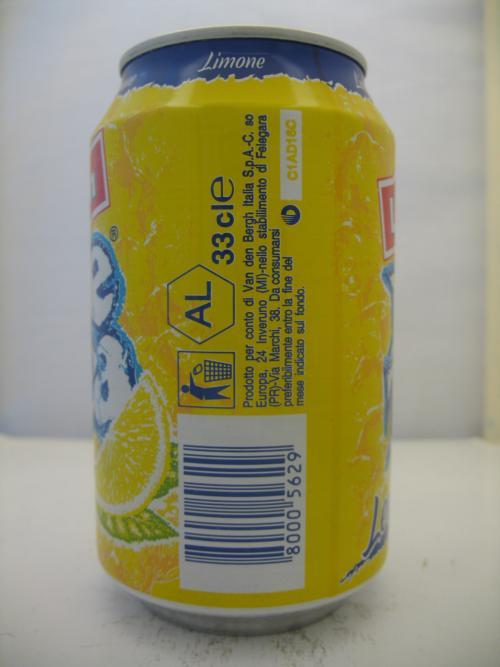 Limone
33 cl e
AL
C1AD16C
Prodotto per conto di Van den Bergh Italia S.p.A.-C. so
Europa, 24 Inveruno (MI)-nello stabilimento di Felegara
(PR)-Via Marchi, 38. Da consumarsi
preferibilmente entro la fine del
mese indicato sul fondo.
8000 5629